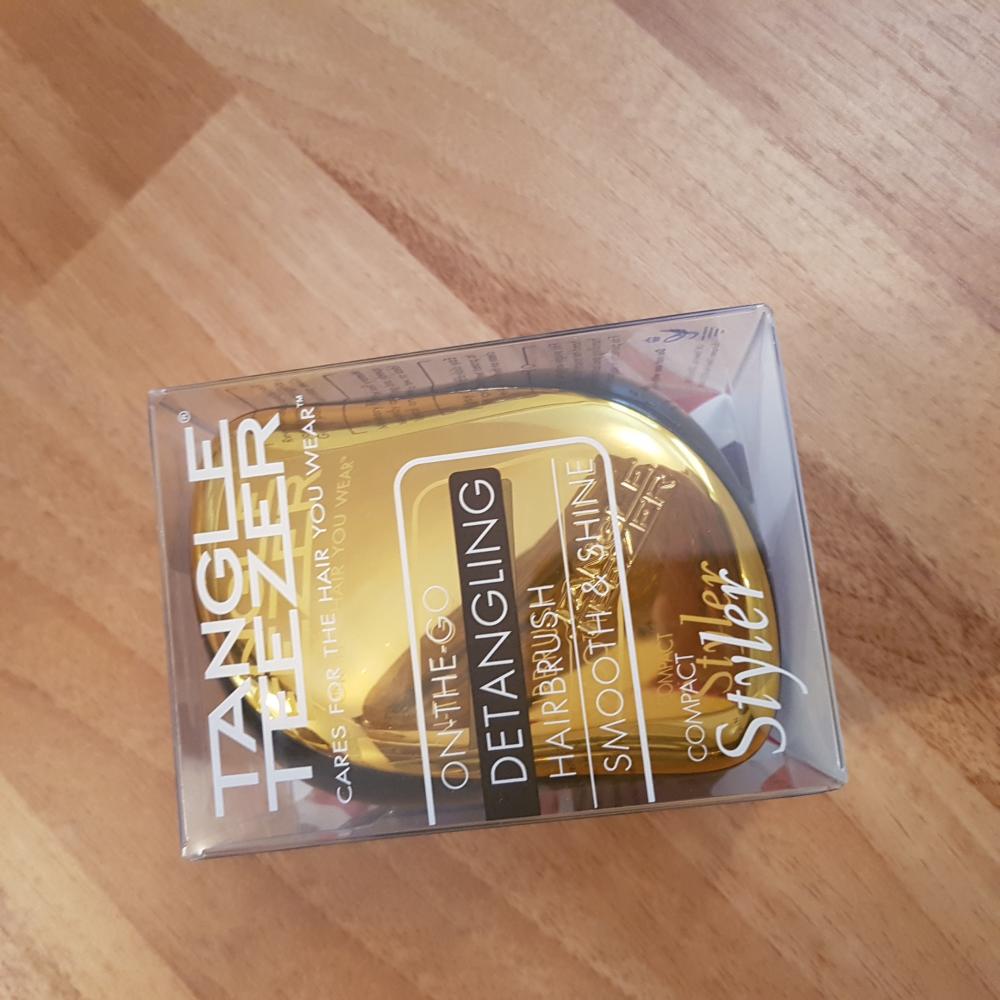 TANGLE®
TEEZER
CARES FOR THE HAIR YOU WEAR™
ON-THE-GO
DETANGLING
HAIRBRUSH
SMOOTH & SHINE
COMPACT
Styler